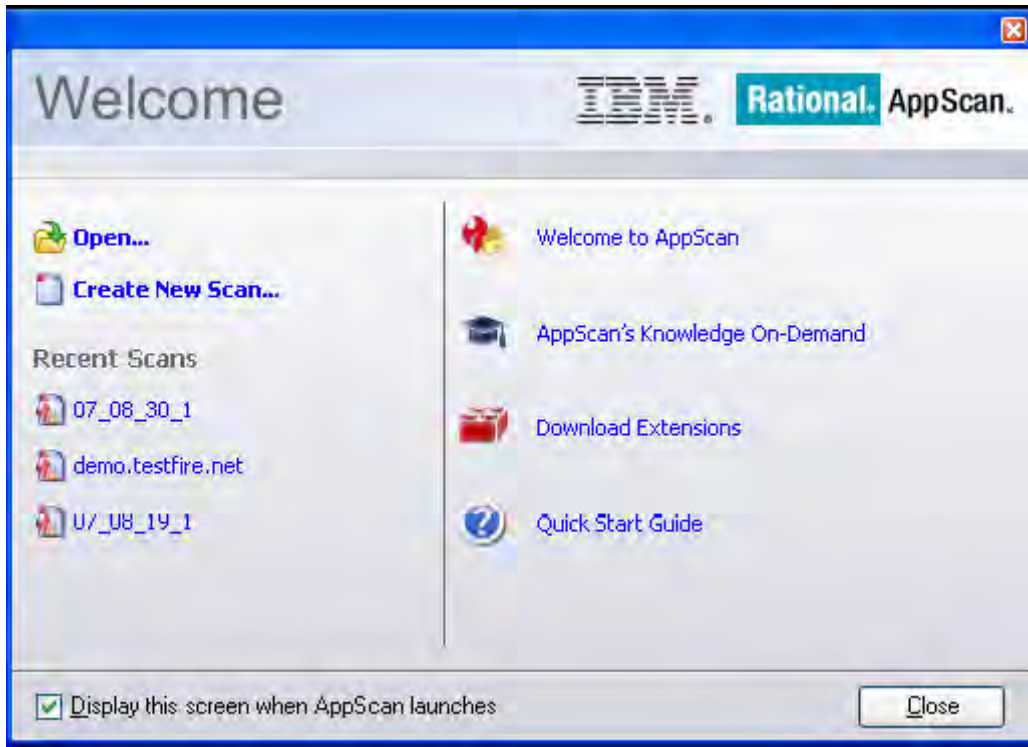 Welcome
IBM. Rational. AppScan.
Open...
Create New Scan...
Recent Scans
07_08_30_1
demo.testfire.net
07_08_19_1
Welcome to AppScan
AppScan's Knowledge On-Demand
Download Extensions
Quick Start Guide
Display this screen when AppScan launches
Close